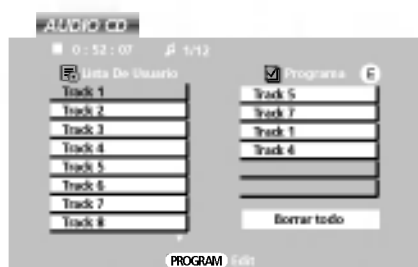 AUDIO CD
0:52:07 1/12
Lista De Usuario
Track 1
Track 2
Track 3
Track 4
Track 5
Track 6
Track 7
Track 8
Programa E
Track 5
Track 7
Track 1
Track 4
Borrar todo
PROGRAM Edit